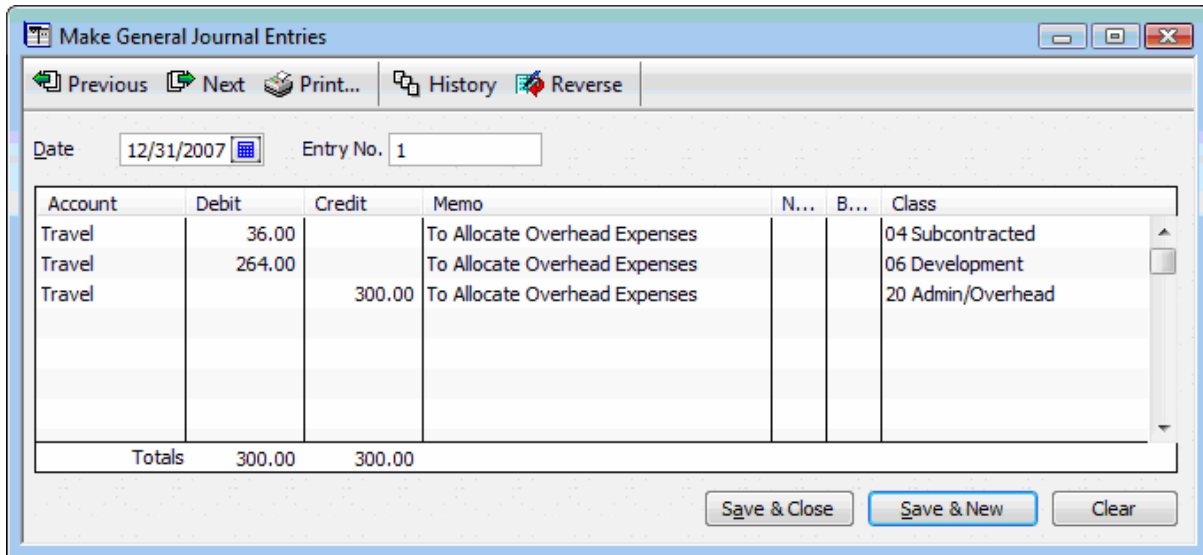 Make General Journal Entries
Previous Next Print... History Reverse
Date 12/31/2007 Entry No. 1
Account Debit Credit Memo N... B... Class
Travel 36.00 To Allocate Overhead Expenses 04 Subcontracted
Travel 264.00 To Allocate Overhead Expenses 06 Development
Travel 300.00 To Allocate Overhead Expenses 20 Admin/Overhead
Totals 300.00 300.00
Save & Close Save & New Clear